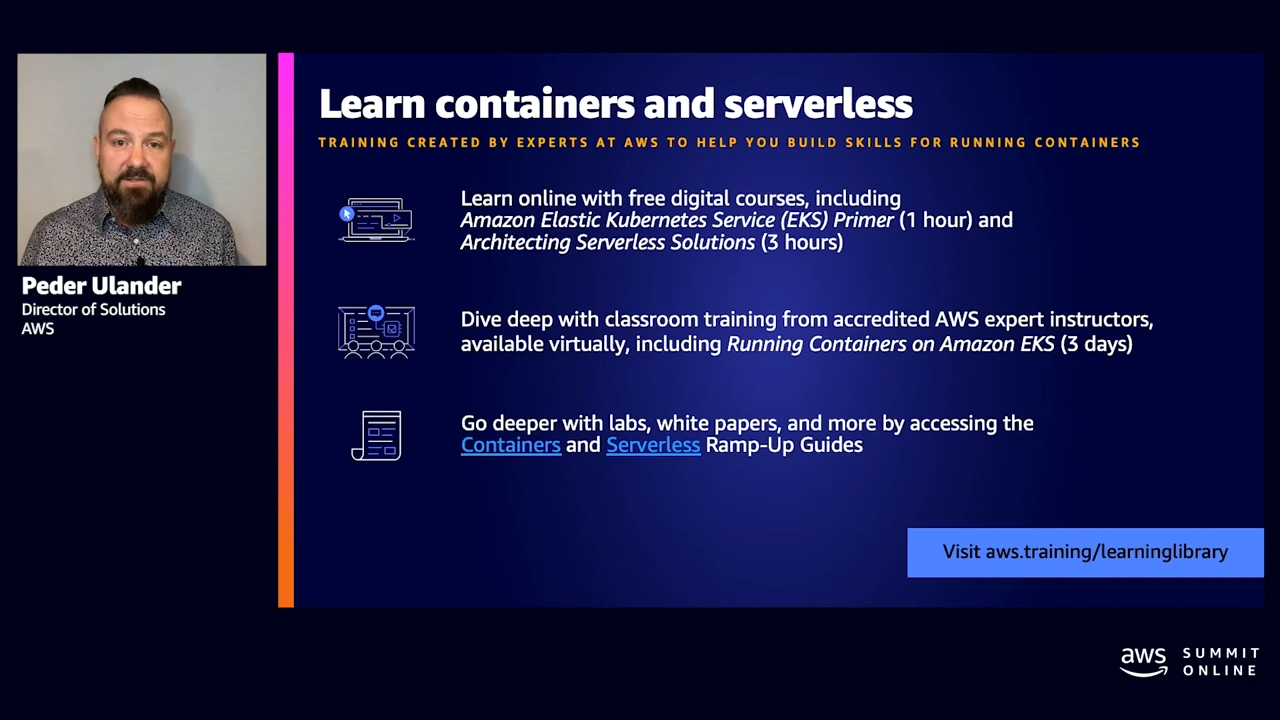 Peder Ulander
Director of Solutions
AWS
Learn containers and serverless
TRAINING CREATED BY EXPERTS AT AWS TO HELP YOU BUILD SKILLS FOR RUNNING CONTAINERS
Learn online with free digital courses, including
Amazon Elastic Kubernetes Service (EKS) Primer (1 hour) and
Architecting Serverless Solutions (3 hours)
Dive deep with classroom training from accredited AWS expert instructors,
available virtually, including Running Containers on Amazon EKS (3 days)
Go deeper with labs, white papers, and more by accessing the
Containers and Serverless Ramp-Up Guides
Visit aws.training/learninglibrary
aws
SUMMIT
ONLINE